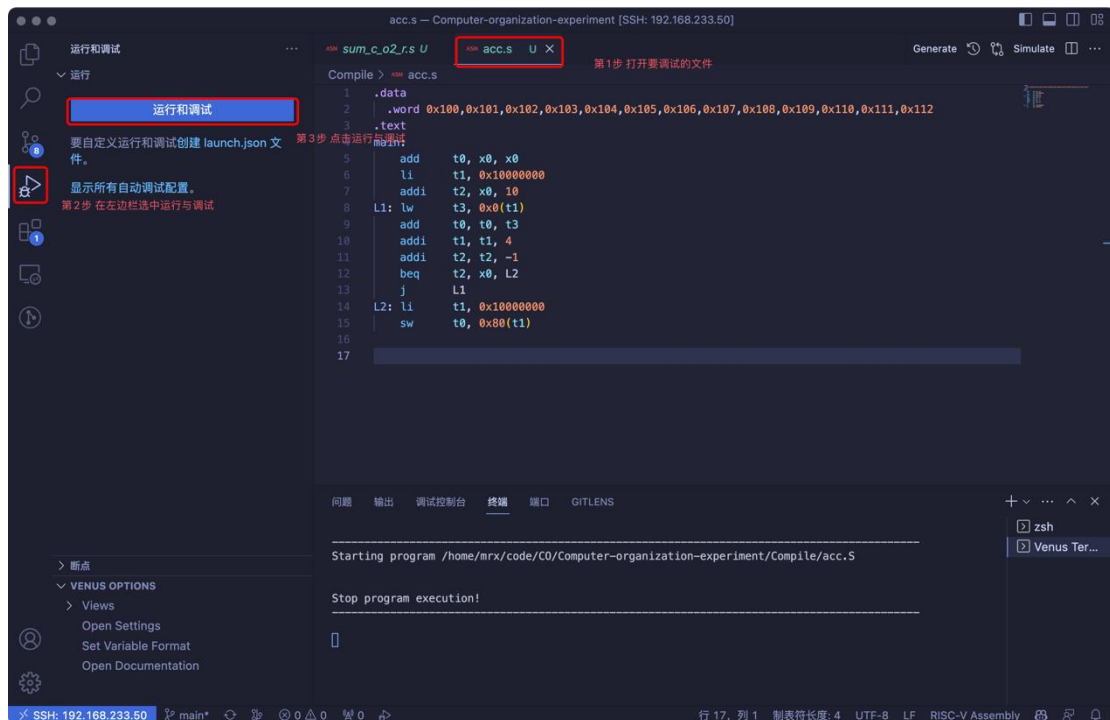 acc.s — Computer-organization-experiment [SSH: 192.168.233.50]
运行和调试 ···
sum_c_o2_r.s U
ASM acc.s U ×
Generate Simulate ···
第1步 打开要调试的文件
运行
Compile > ASM acc.s
运行和调试
要自定义运行和调试创建 launch.json 文
件。
第3步 点击运行与调试
显示所有自动调试配置。
第2步 在左边栏选中运行与调试
8
1
1 .data
2 .word 0x100,0x101,0x102,0x103,0x104,0x105,0x106,0x107,0x108,0x109,0x110,0x111,0x112
3 .text
4 main:
5 add t0, x0, x0
6 li t1, 0x10000000
7 addi t2, x0, 10
8 L1: lw t3, 0x0(t1)
9 add t0, t0, t3
10 addi t1, t1, 4
11 addi t2, t2, -1
12 beq t2, x0, L2
13 j L1
14 L2: li t1, 0x10000000
15 sw t0, 0x80(t1)
16
17
问题 输出 调试控制台 终端 端口 GITLENS
zsh
Venus Ter...
Starting program /home/mrx/code/CO/Computer-organization-experiment/Compile/acc.S
Stop program execution!
断点
VENUS OPTIONS
Views
Open Settings
Set Variable Format
Open Documentation
SSH: 192.168.233.50 main* 0 0 0 行 17, 列 1 制表符长度: 4 UTF-8 LF RISC-V Assembly